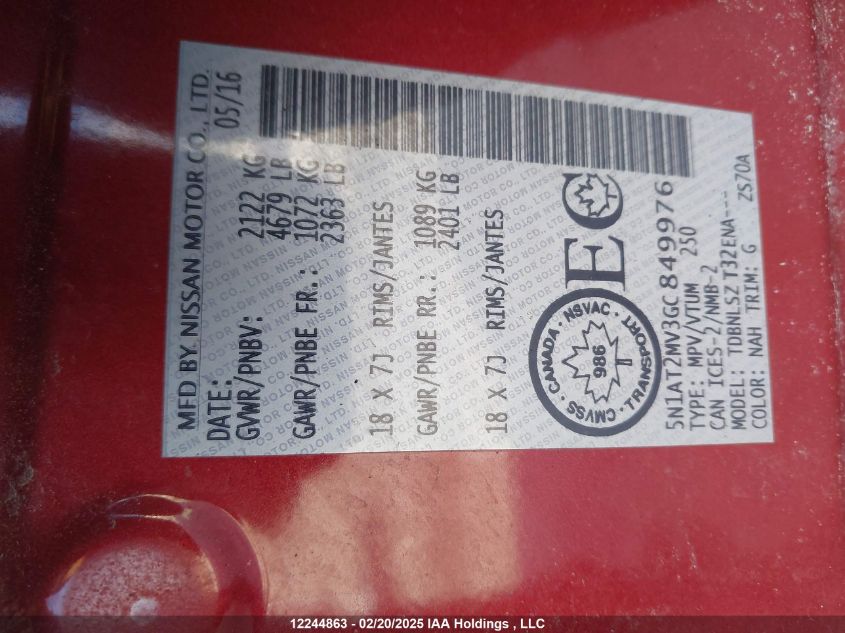 MFD BY NISSAN MOTOR CO., LTD.
DATE: 05/16
GVWR/PNBV: 2122 KG
4679 LB
GAWR/PNBE FR.: 1072 KG
2363 LB
18 X 7J RIMS/JANTES
GAWR/PNBE RR.: 1089 KG
2401 LB
18 X 7J RIMS/JANTES
CANADA · NSVAC · TRANSPORT · CMVSS
986
T
EC
5N1AT2MV3GC849976
TYPE: MPV/VTUM 250
CAN ICES-2/NMB-2
MODEL: TDBNLSZ T32ENA---
COLOR: NAH TRIM: G ZS70A
12244863 - 02/20/2025 IAA Holdings , LLC